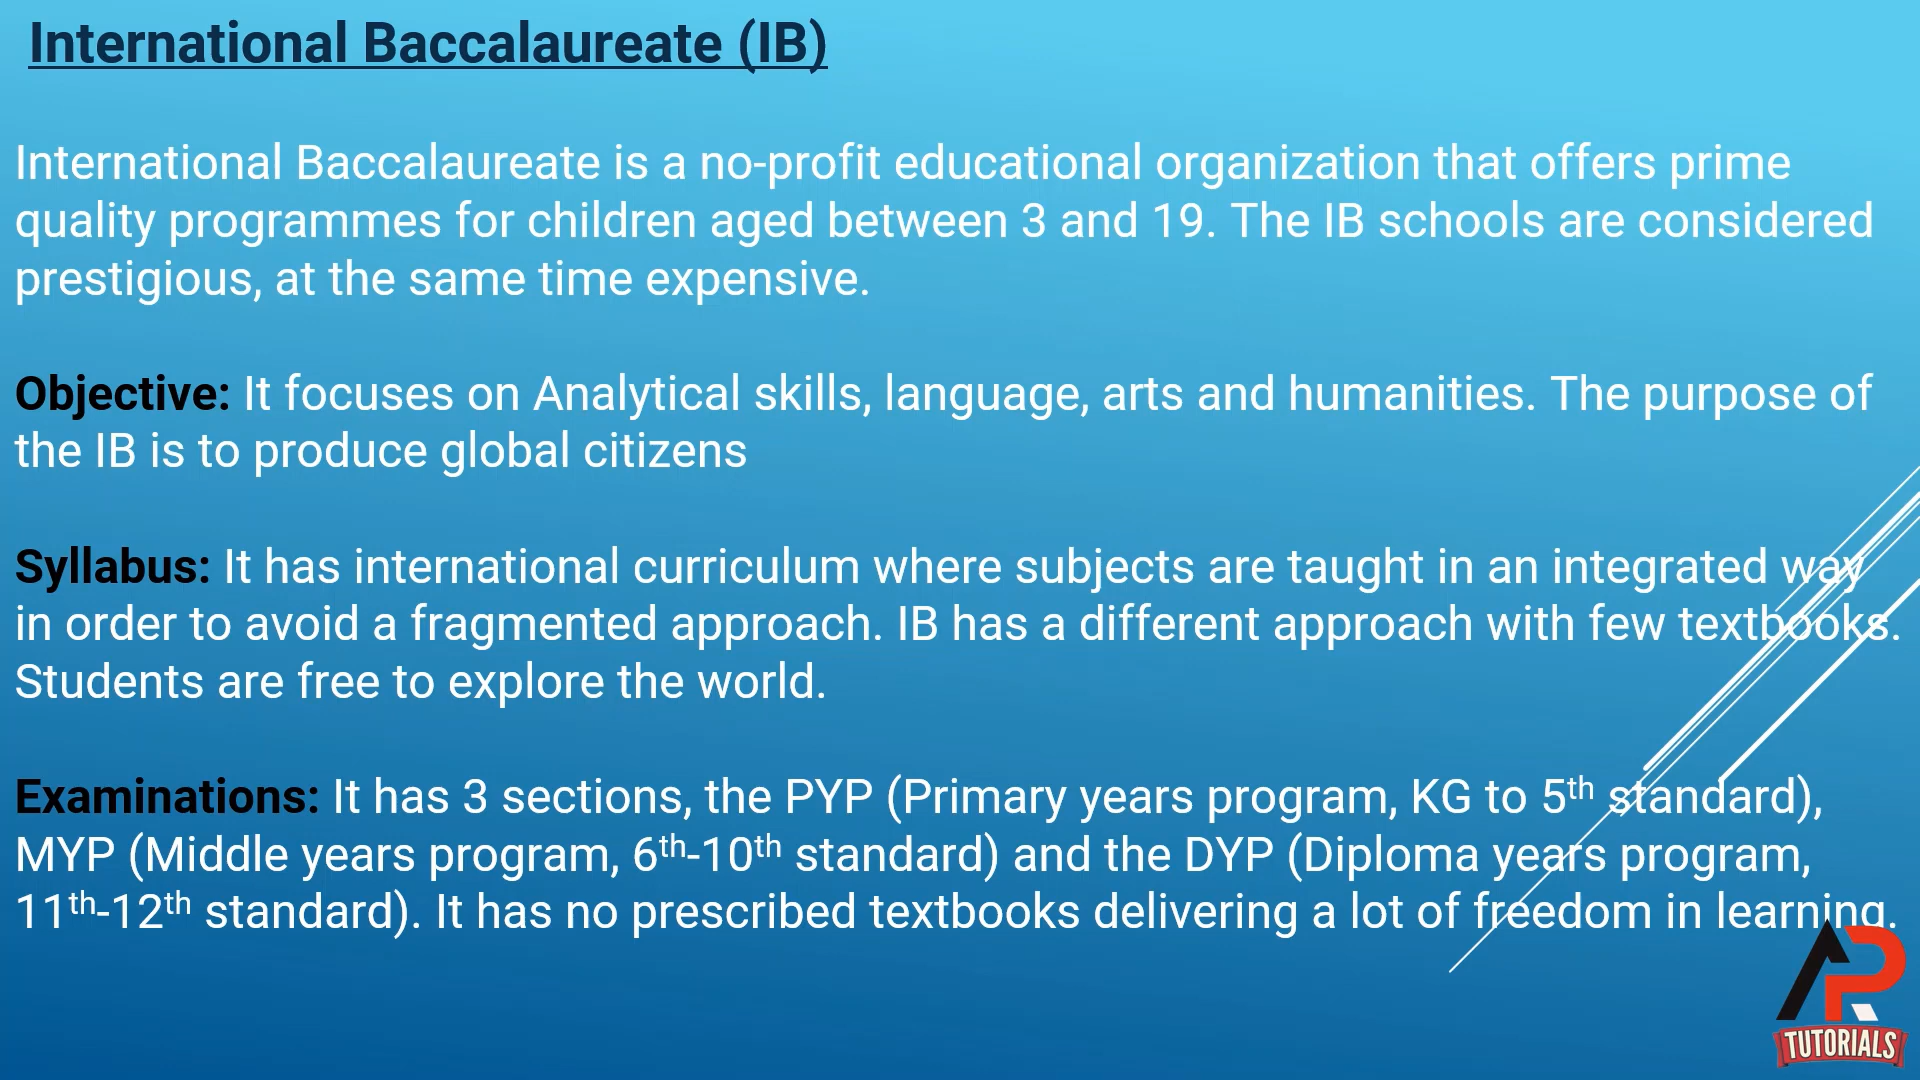 International Baccalaureate (IB)
International Baccalaureate is a no-profit educational organization that offers prime
quality programmes for children aged between 3 and 19. The IB schools are considered
prestigious, at the same time expensive.
Objective: It focuses on Analytical skills, language, arts and humanities. The purpose of
the IB is to produce global citizens
Syllabus: It has international curriculum where subjects are taught in an integrated way
in order to avoid a fragmented approach. IB has a different approach with few textbooks.
Students are free to explore the world.
Examinations: It has 3 sections, the PYP (Primary years program, KG to 5th standard),
MYP (Middle years program, 6th-10th standard) and the DYP (Diploma years program,
11th-12th standard). It has no prescribed textbooks delivering a lot of freedom in learning.
APR
TUTORIALS